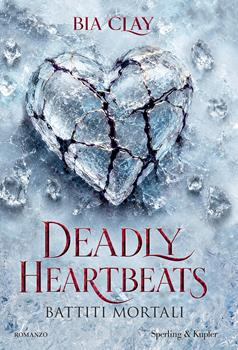 BIA CLAY
DEADLY
HEARTBEATS
BATTITI MORTALI
ROMANZO
Sperling & Kupfer